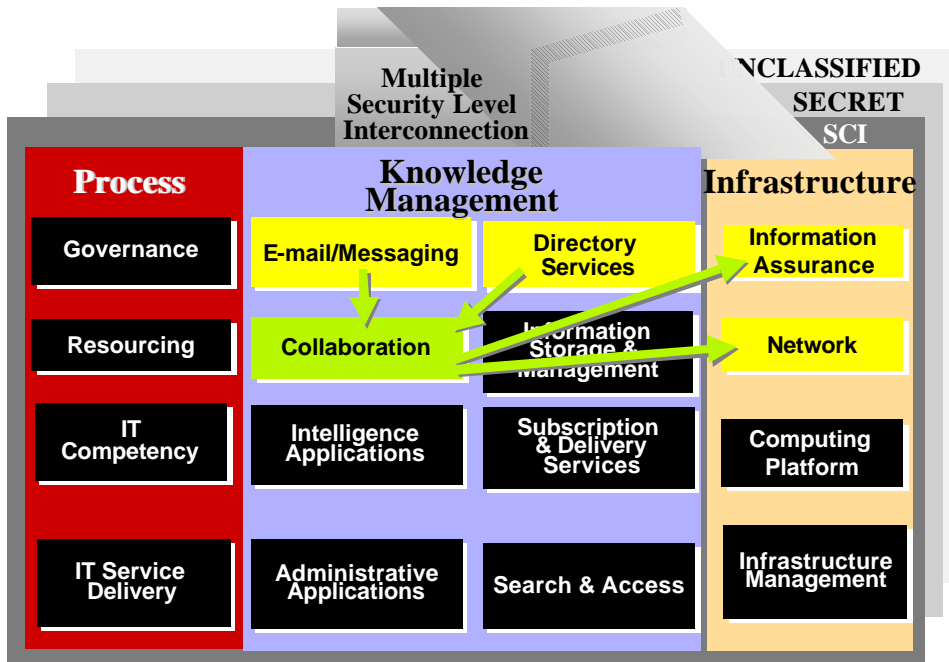 Multiple
Security Level
Interconnection
UNCLASSIFIED
SECRET
SCI
Process
Knowledge
Management
Infrastructure
Governance
E-mail/Messaging
Directory
Services
Information
Assurance
Resourcing
Collaboration
Information
Storage &
Management
Network
IT
Competency
Intelligence
Applications
Subscription
& Delivery
Services
Computing
Platform
IT Service
Delivery
Administrative
Applications
Search & Access
Infrastructure
Management